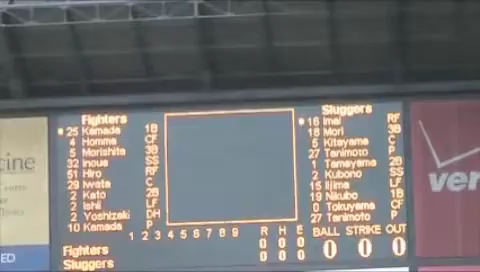 Fighters
25 Kamada 1B
4 Homma CF
5 Morishita 3B
32 Inoue SS
51 Hiro RF
29 Iwata C
2 Kato 2B
2 Ishii LF
2 Yoshizaki DH
10 Kamada P
Sluggers
16 Imai RF
18 Mori 3B
5 Kitayama C
27 Tanimoto P
1 Tamayama 2B
2 Kubono SS
15 Iijima LF
19 Nikubo 1B
0 Tokuyama CF
27 Tanimoto P
1 2 3 4 5 6 7 8 9 R H E BALL STRIKE OUT
Fighters 0 0 0 0 0 0
Sluggers 0 0 0
cine
ED
veri